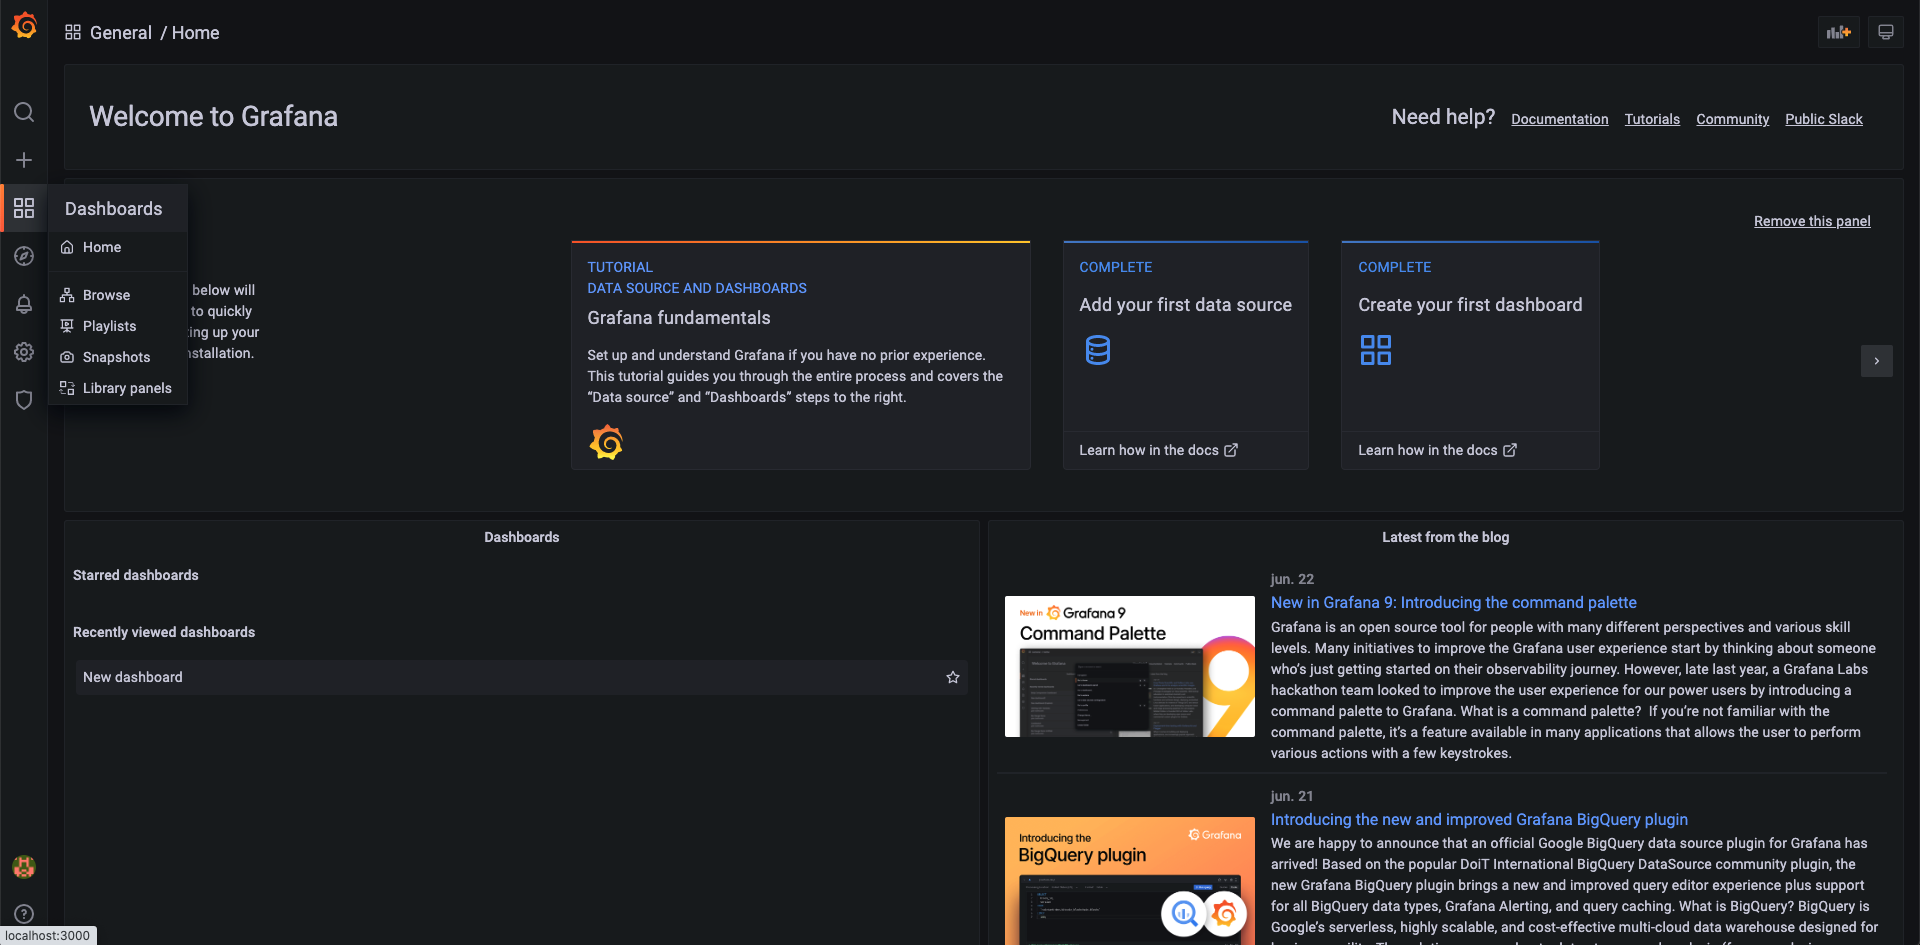 General / Home
Welcome to Grafana
Need help? Documentation Tutorials Community Public Slack
Dashboards
Home
Browse
Playlists
Snapshots
Library panels
below will
to quickly
ing up your
nstallation.
Remove this panel
TUTORIAL
DATA SOURCE AND DASHBOARDS
Grafana fundamentals
Set up and understand Grafana if you have no prior experience.
This tutorial guides you through the entire process and covers the
“Data source” and “Dashboards” steps to the right.
COMPLETE
Add your first data source
Learn how in the docs
COMPLETE
Create your first dashboard
Learn how in the docs
Dashboards
Starred dashboards
Recently viewed dashboards
New dashboard
Latest from the blog
New in Grafana 9
Command Palette
jun. 22
New in Grafana 9: Introducing the command palette
Grafana is an open source tool for people with many different perspectives and various skill
levels. Many initiatives to improve the Grafana user experience start by thinking about someone
who’s just getting started on their observability journey. However, late last year, a Grafana Labs
hackathon team looked to improve the user experience for our power users by introducing a
command palette to Grafana. What is a command palette?  If you’re not familiar with the
command palette, it’s a feature available in many applications that allows the user to perform
various actions with a few keystrokes.
Grafana
Introducing the
BigQuery plugin
jun. 21
Introducing the new and improved Grafana BigQuery plugin
We are happy to announce that an official Google BigQuery data source plugin for Grafana has
arrived! Based on the popular DoiT International BigQuery DataSource community plugin, the
new Grafana BigQuery plugin brings a new and improved query editor experience plus support
for all BigQuery data types, Grafana Alerting, and query caching. What is BigQuery? BigQuery is
Google’s serverless, highly scalable, and cost-effective multi-cloud data warehouse designed for
localhost:3000